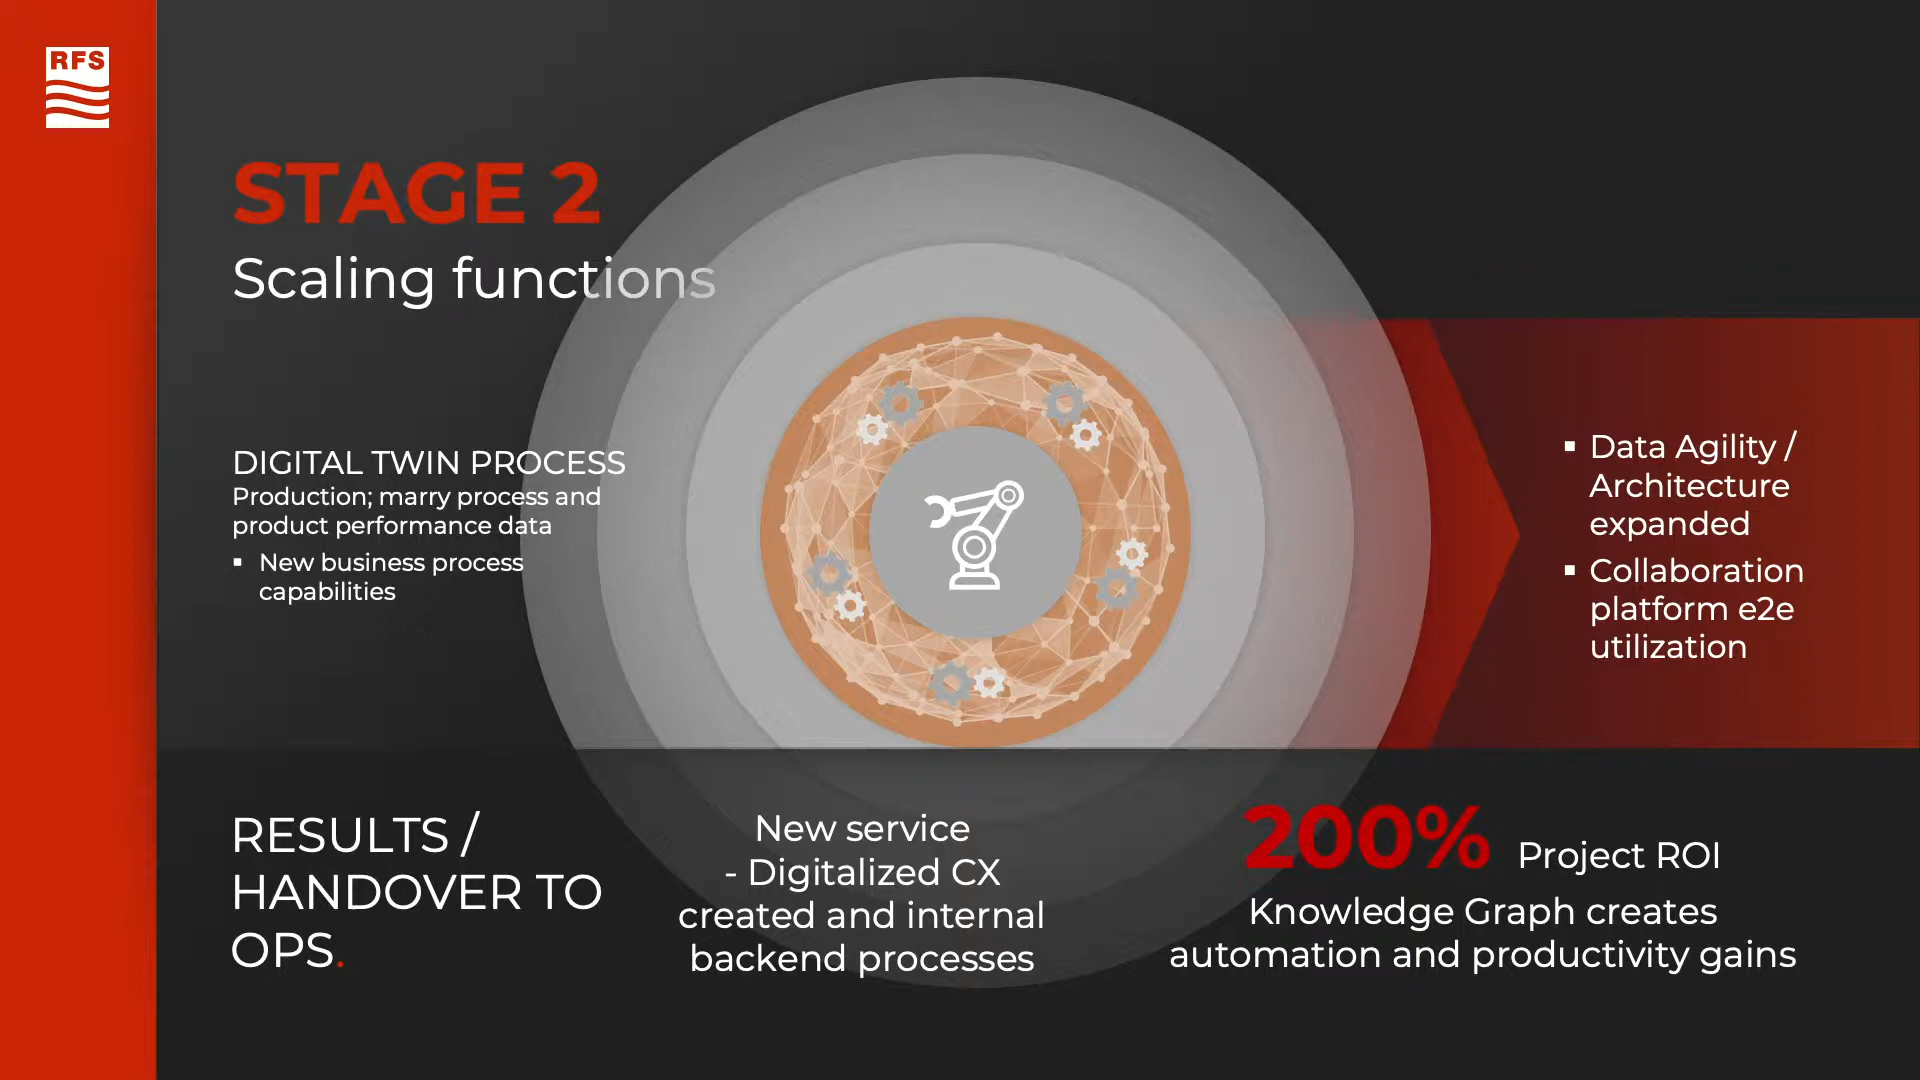 RFS
STAGE 2
Scaling functions
DIGITAL TWIN PROCESS
Production; marry process and
product performance data
▪ New business process
capabilities
▪ Data Agility /
Architecture
expanded
▪ Collaboration
platform e2e
utilization
RESULTS /
HANDOVER TO
OPS.
New service
- Digitalized CX
created and internal
backend processes
200% Project ROI
Knowledge Graph creates
automation and productivity gains